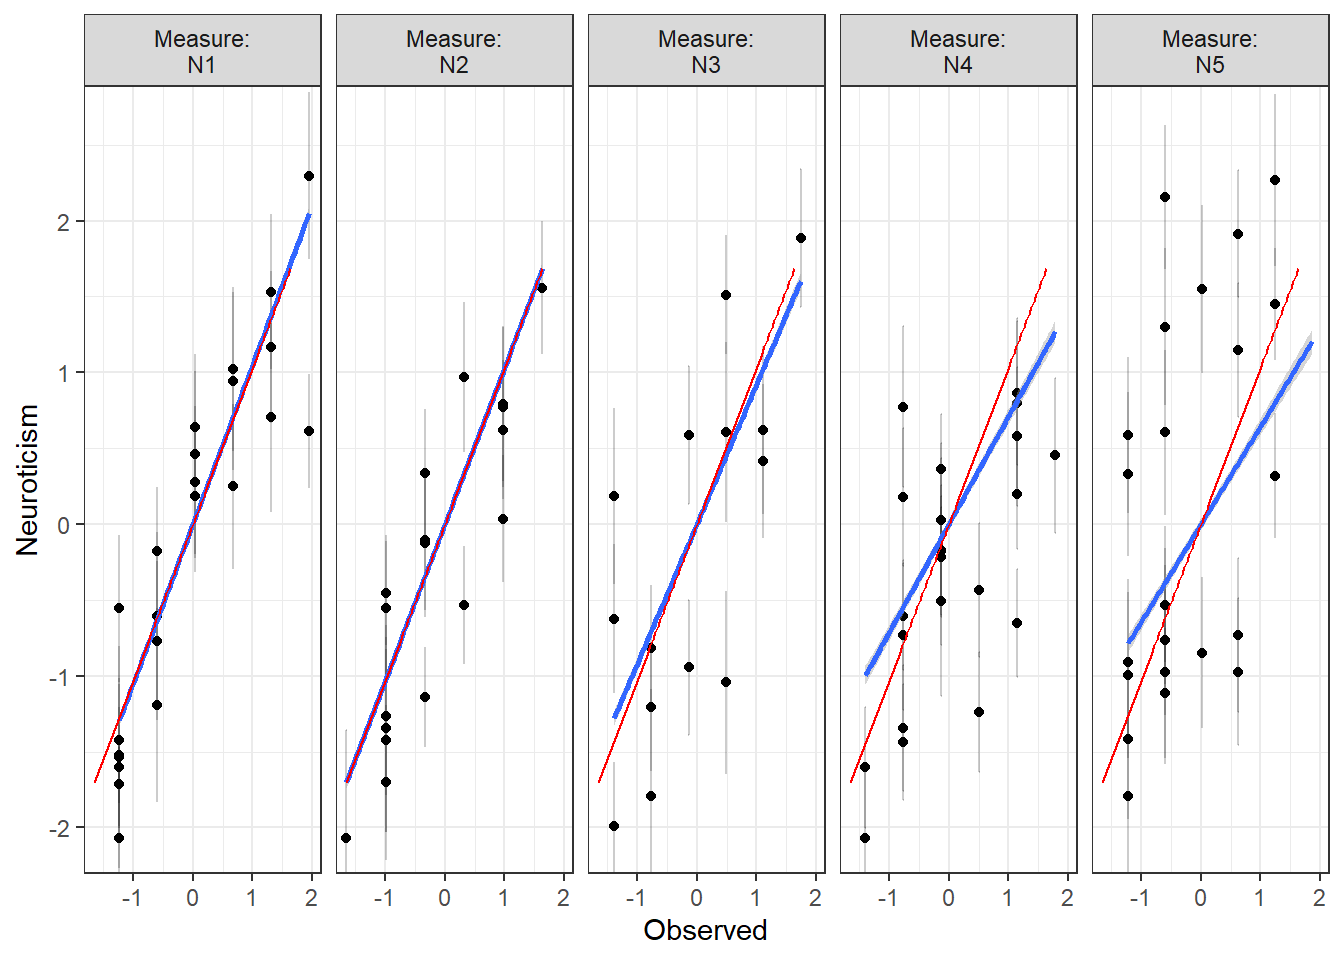 Measure:
N1
Measure:
N2
Measure:
N3
Measure:
N4
Measure:
N5
Neuroticism
2
1
0
-1
-2
-1 0 1 2
-1 0 1 2
-1 0 1 2
-1 0 1 2
-1 0 1 2
Observed